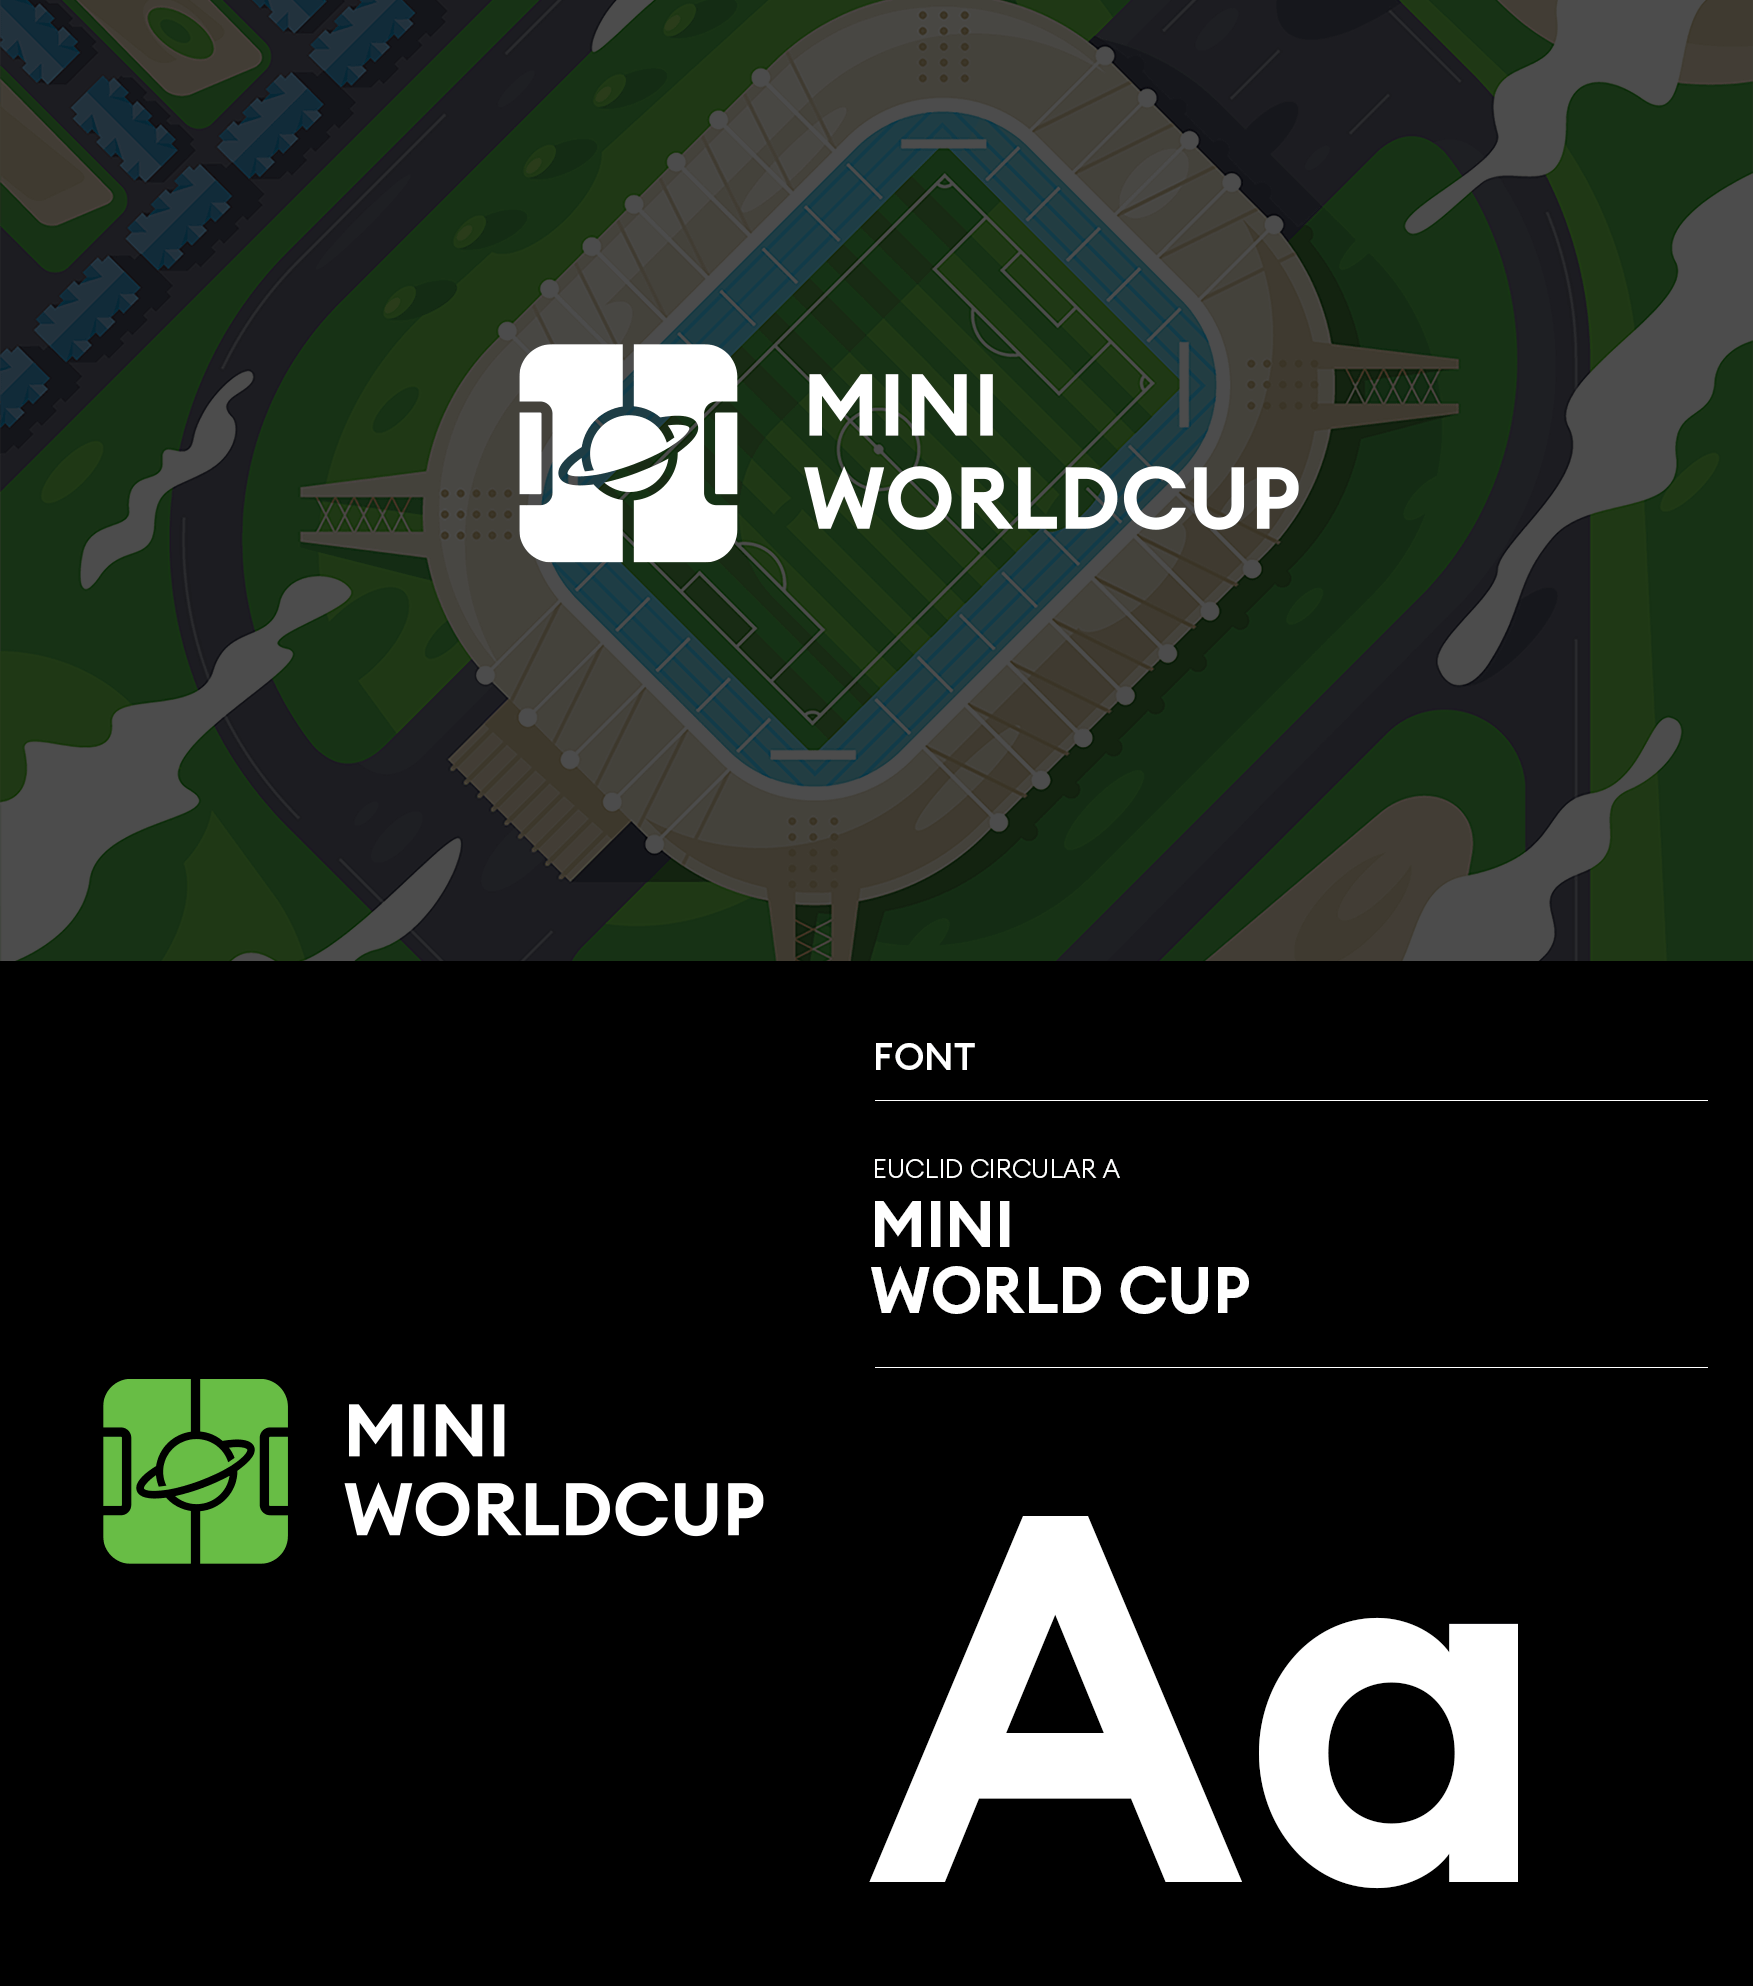 MINI
WORLDCUP
FONT
EUCLID CIRCULAR A
MINI
WORLD CUP
MINI
WORLDCUP
Aa